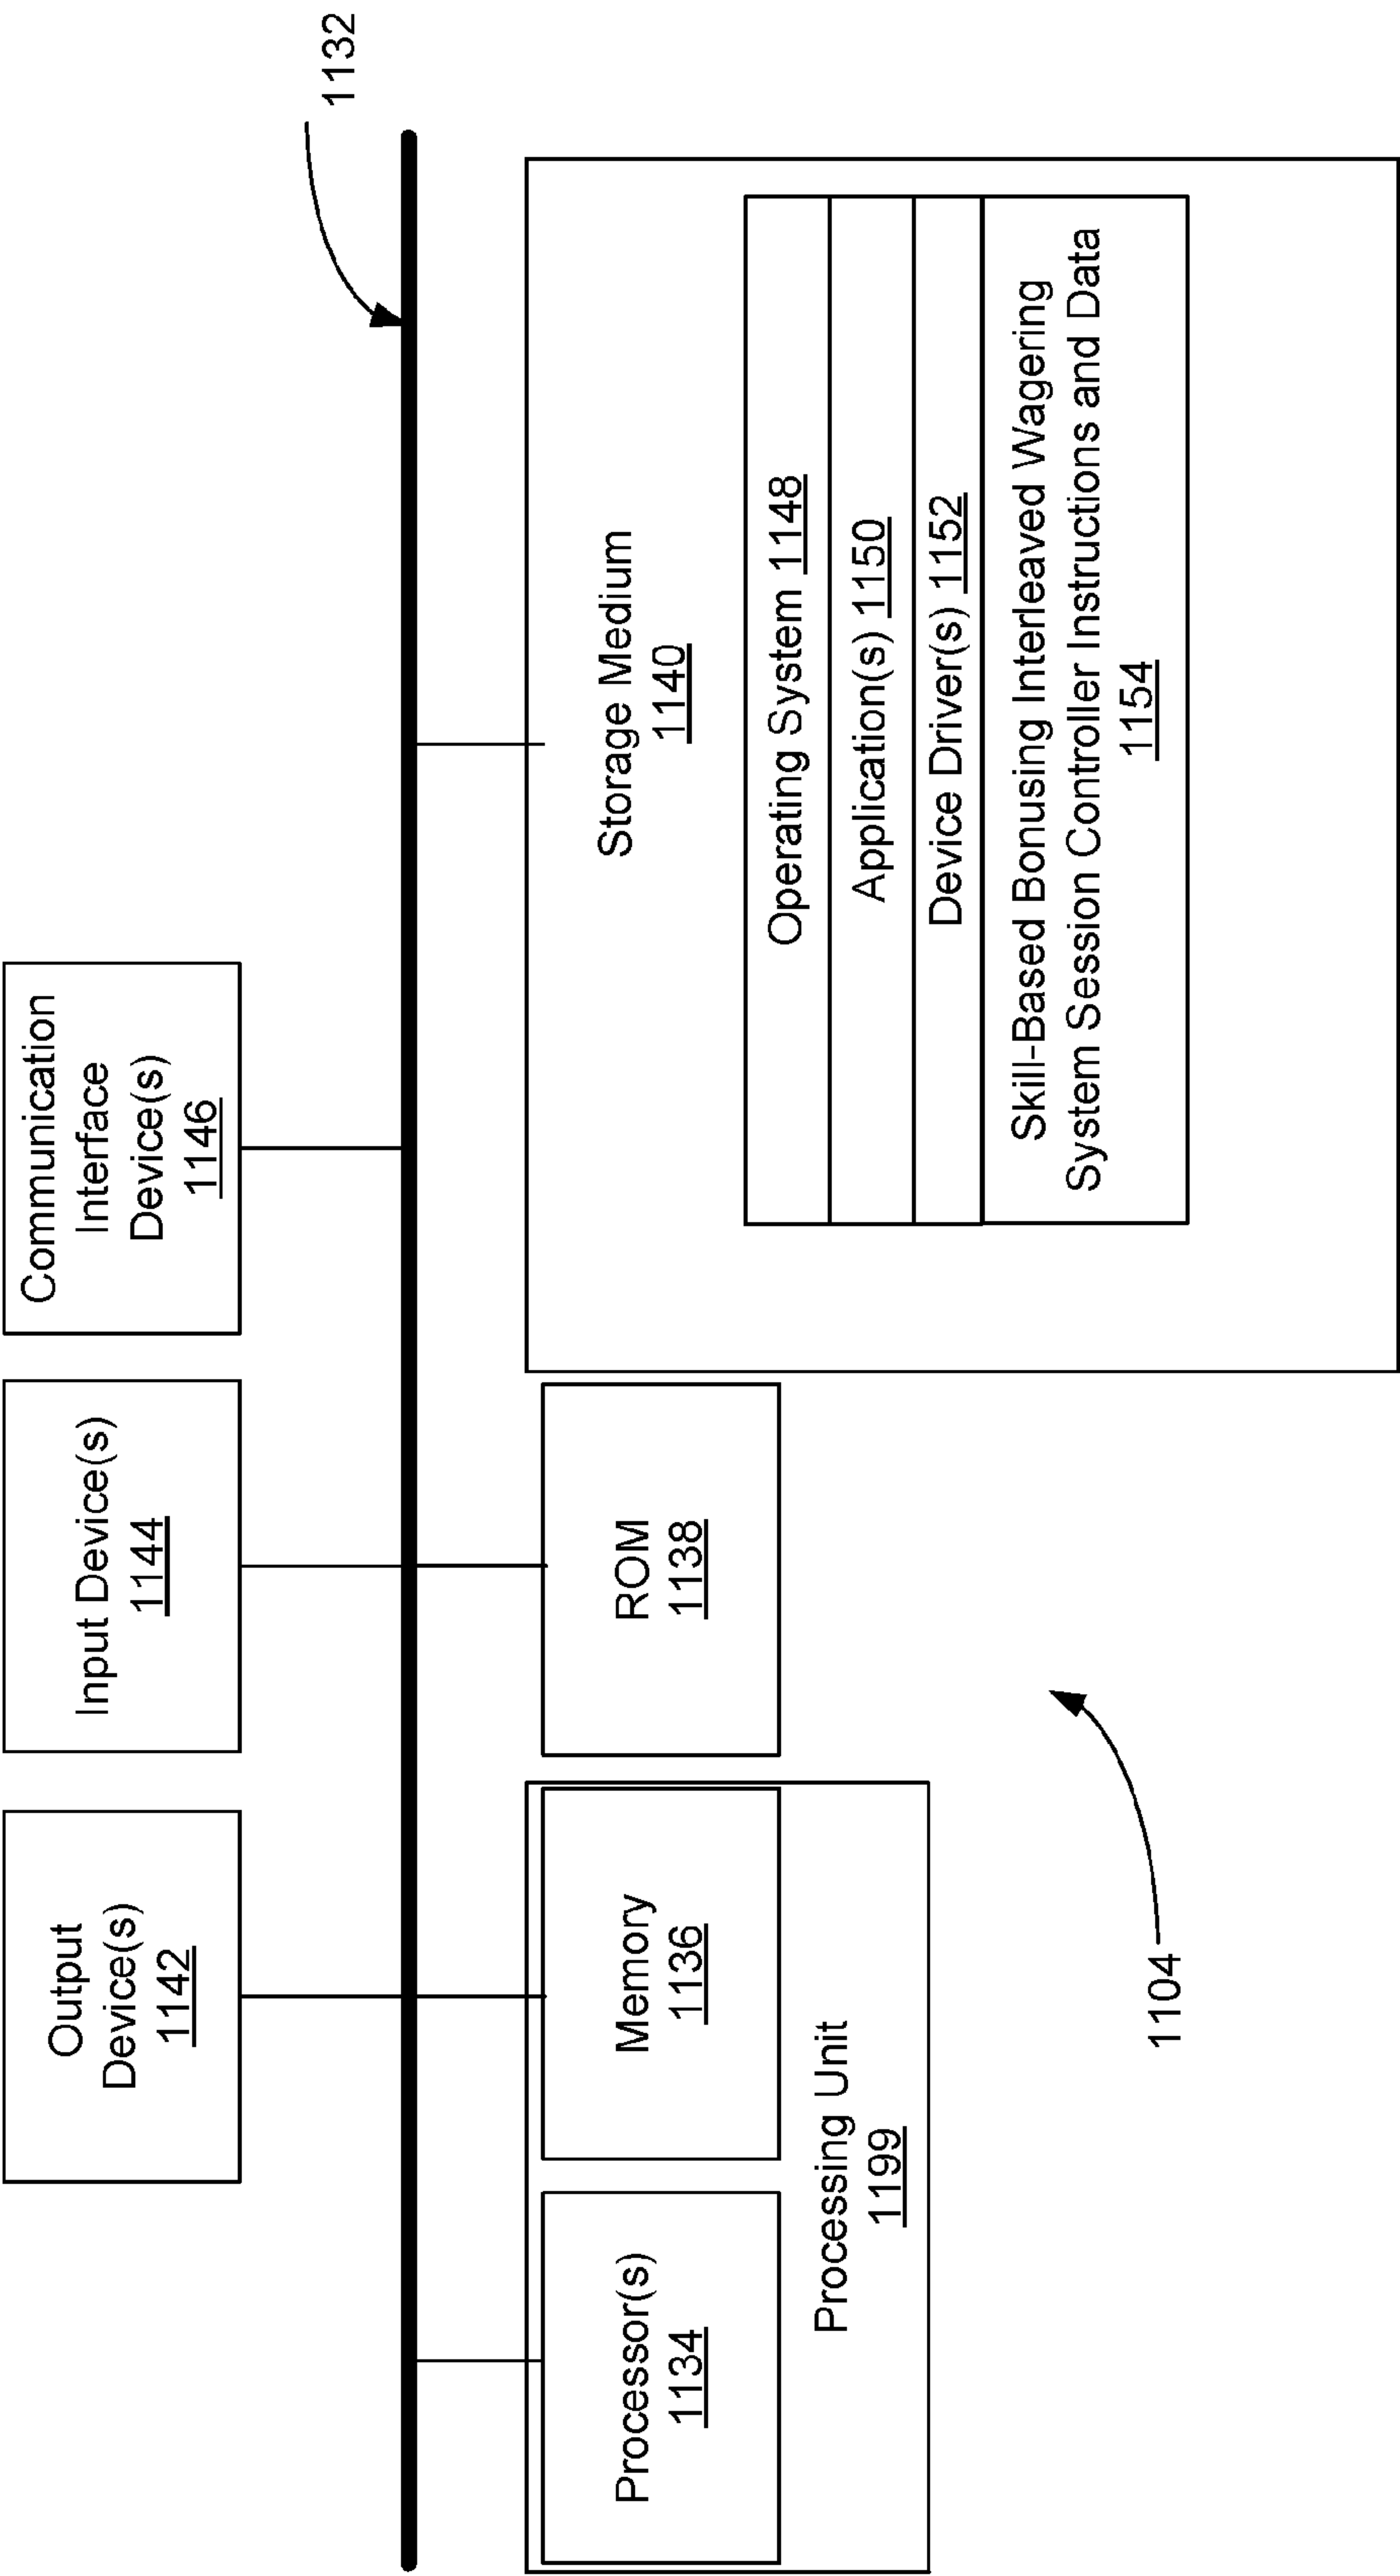 Output
Device(s)
1142
Input Device(s)
1144
Communication
Interface
Device(s)
1146
1132
Processor(s)
1134
Memory
1136
Processing Unit
1199
ROM
1138
Storage Medium
1140
Operating System 1148
Application(s) 1150
Device Driver(s) 1152
Skill-Based Bonusing Interleaved Wagering
System Session Controller Instructions and Data
1154
1104